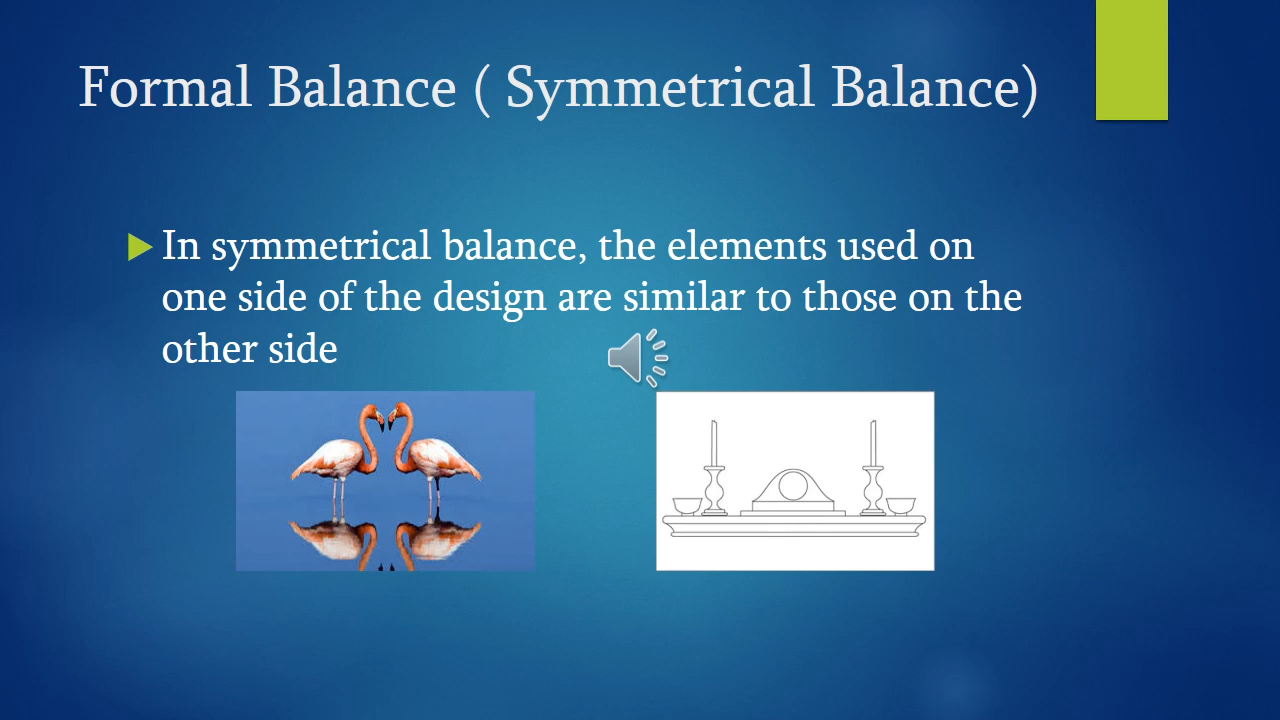 Formal Balance ( Symmetrical Balance)
In symmetrical balance, the elements used on
one side of the design are similar to those on the
other side